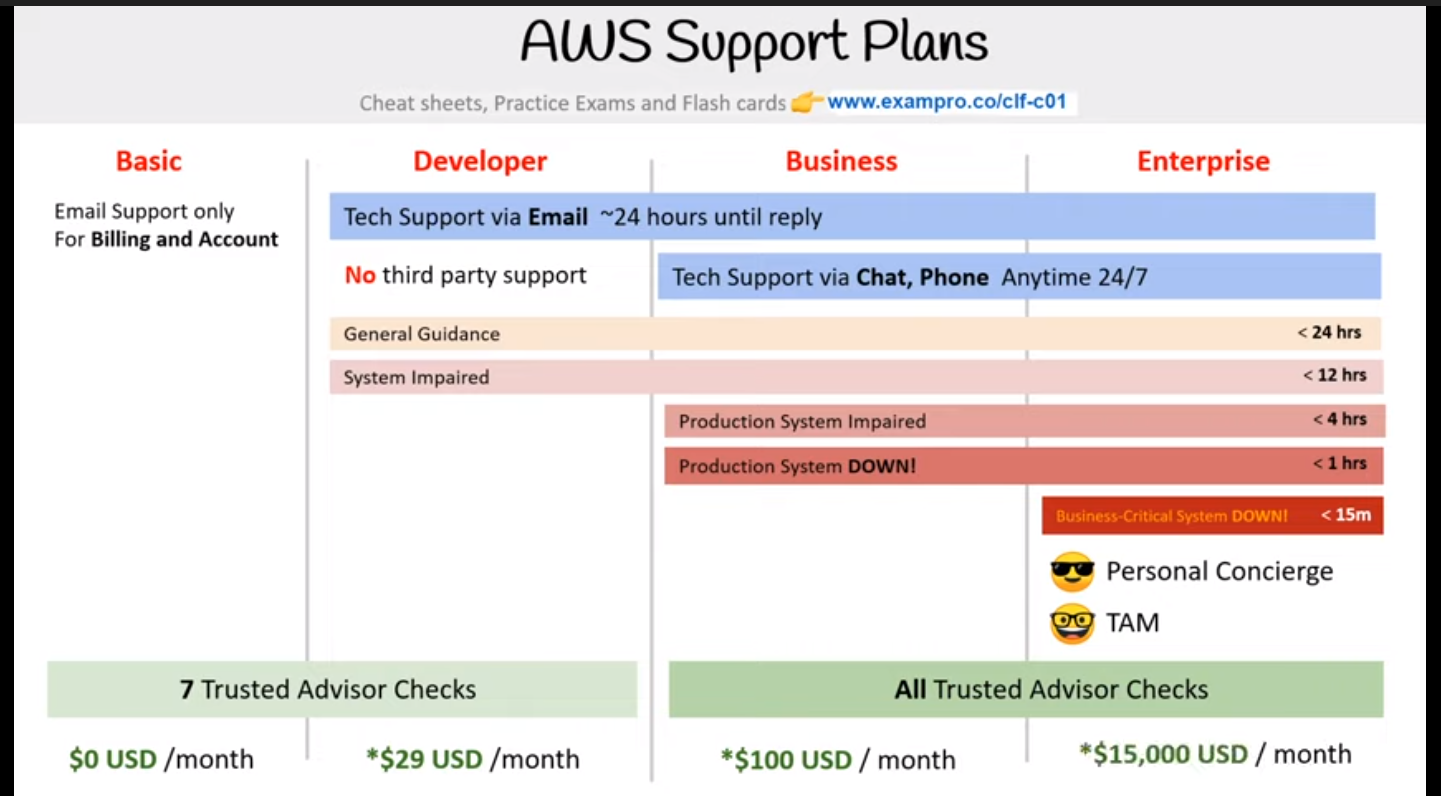 AWS Support Plans
Cheat sheets, Practice Exams and Flash cards 👉 www.exampro.co/clf-c01
Basic
Developer
Business
Enterprise
Email Support only
For Billing and Account
Tech Support via Email ~24 hours until reply
No third party support
Tech Support via Chat, Phone Anytime 24/7
General Guidance < 24 hrs
System Impaired < 12 hrs
Production System Impaired < 4 hrs
Production System DOWN! < 1 hrs
Business-Critical System DOWN! < 15m
Personal Concierge
TAM
7 Trusted Advisor Checks
All Trusted Advisor Checks
$0 USD /month
*$29 USD /month
*$100 USD / month
*$15,000 USD / month